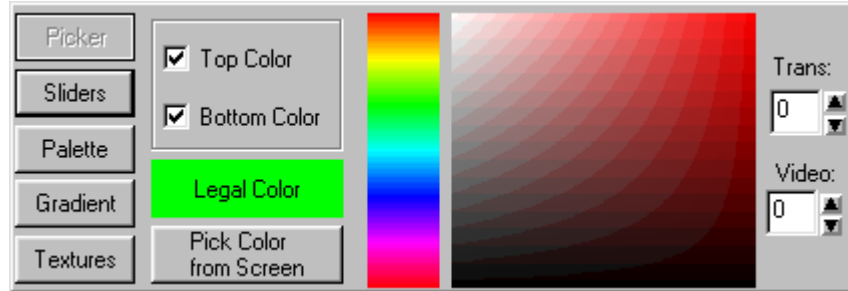 Picker
Sliders
Palette
Gradient
Textures
Top Color
Bottom Color
Legal Color
Pick Color
from Screen
Trans:
0
Video:
0